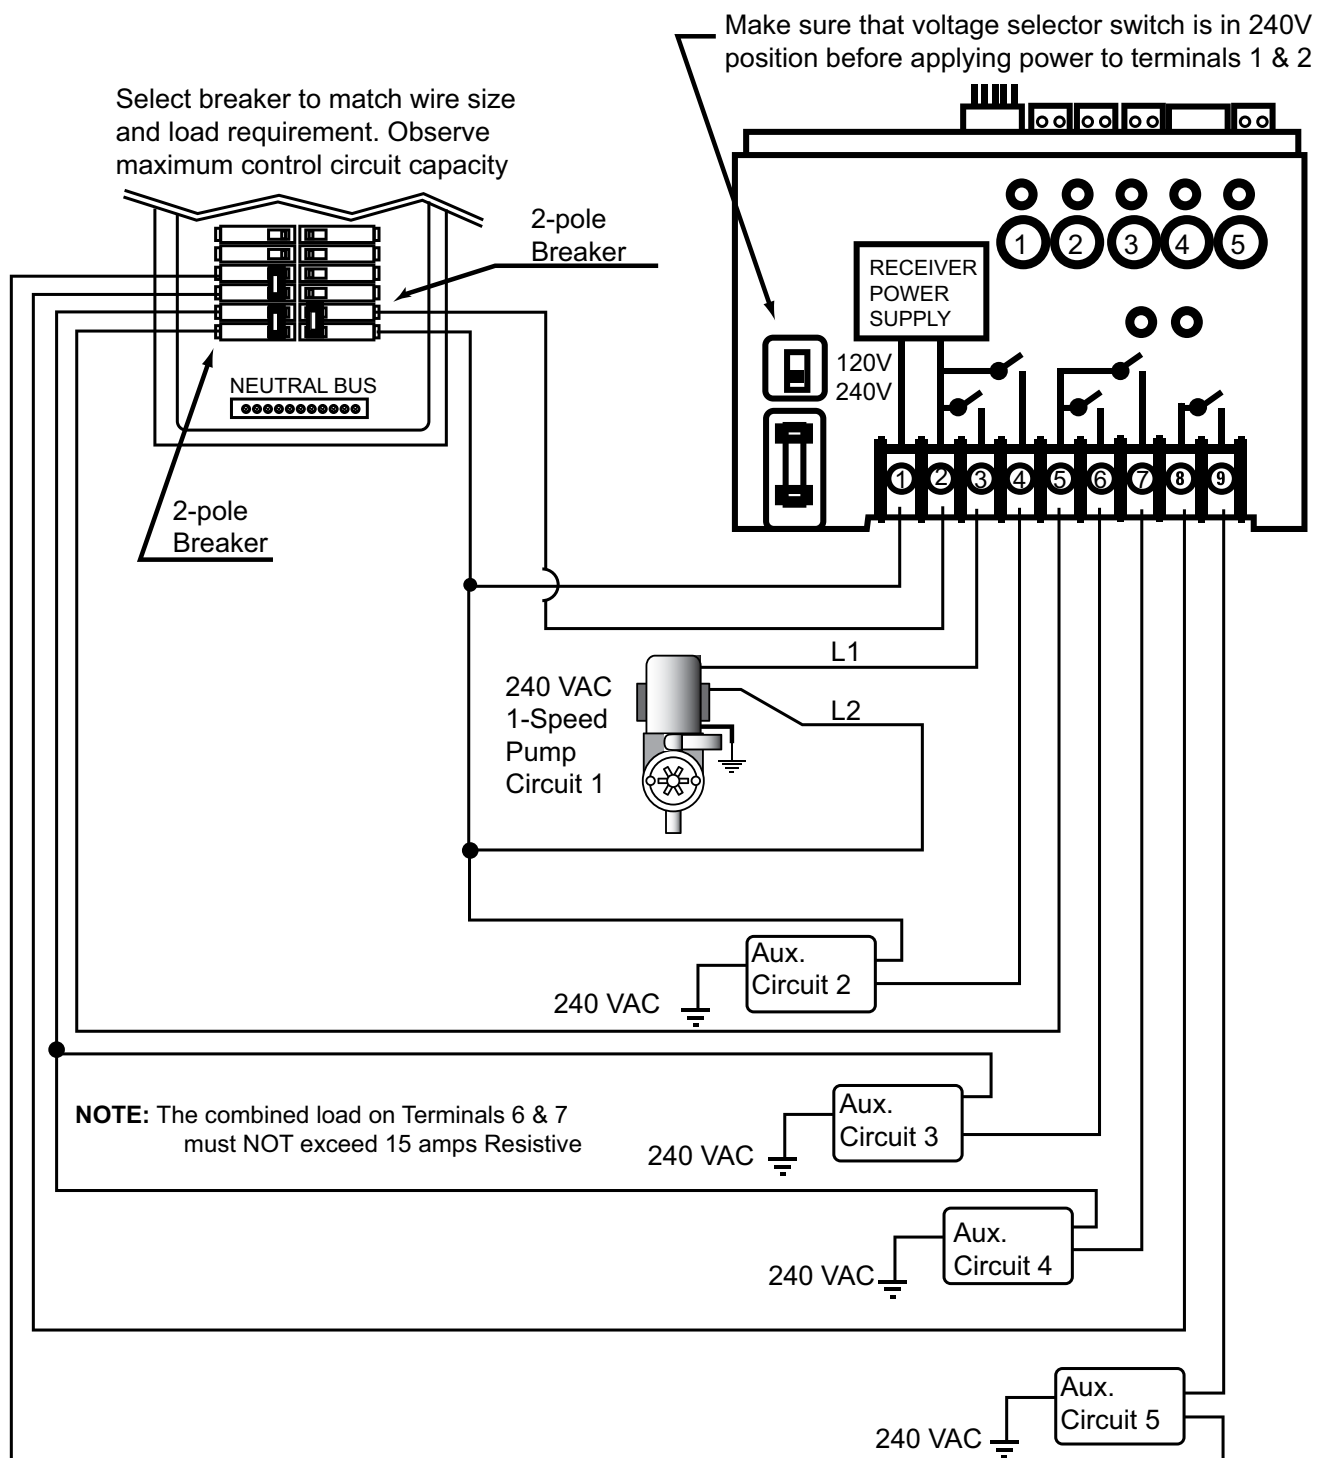 Make sure that voltage selector switch is in 240V
position before applying power to terminals 1 & 2
Select breaker to match wire size
and load requirement. Observe
maximum control circuit capacity
2-pole
Breaker
1 2 3 4 5
RECEIVER
POWER
SUPPLY
120V
240V
NEUTRAL BUS
1 2 3 4 5 6 7 8 9
2-pole
Breaker
L1
240 VAC
1-Speed
Pump
Circuit 1
L2
Aux.
Circuit 2
240 VAC
Aux.
Circuit 3
NOTE: The combined load on Terminals 6 & 7
must NOT exceed 15 amps Resistive
240 VAC
Aux.
Circuit 4
240 VAC
Aux.
Circuit 5
240 VAC